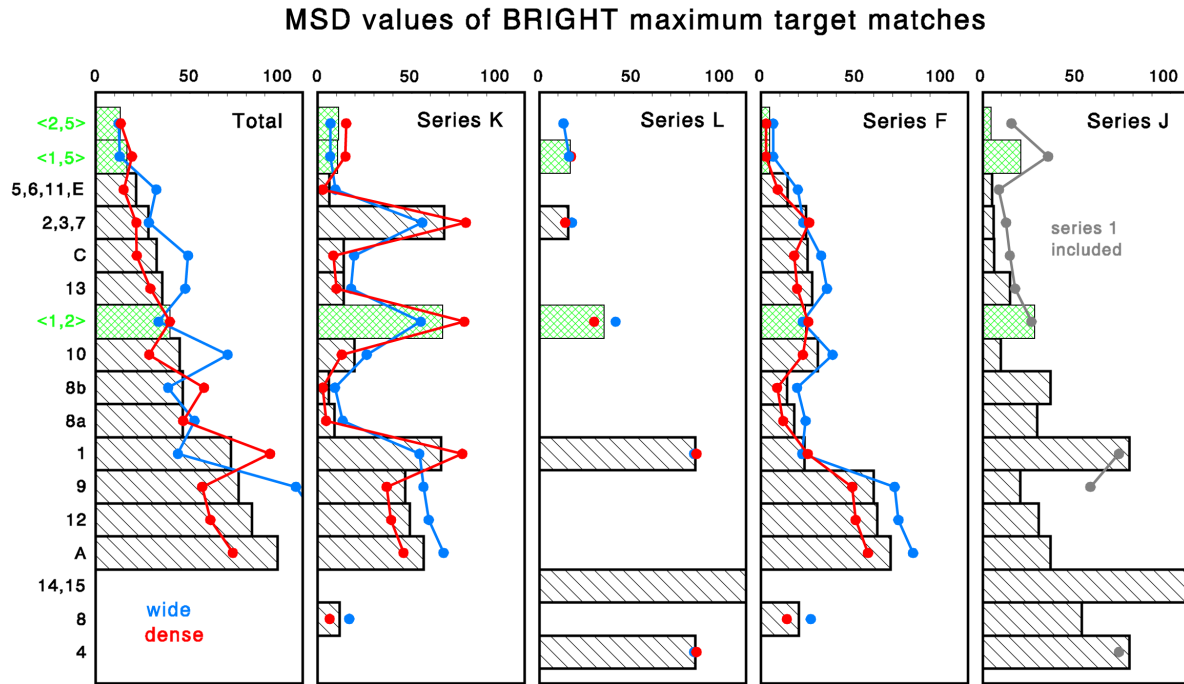 MSD values of BRIGHT maximum target matches
0 50 100 0 50 100 0 50 100 0 50 100 0 50 100
Total Series K Series L Series F Series J
<2,5>
<1,5>
5,6,11,E
2,3,7
C
13
<1,2>
10
8b
8a
1
9
12
A
14,15
8
4
series 1
included
wide
dense